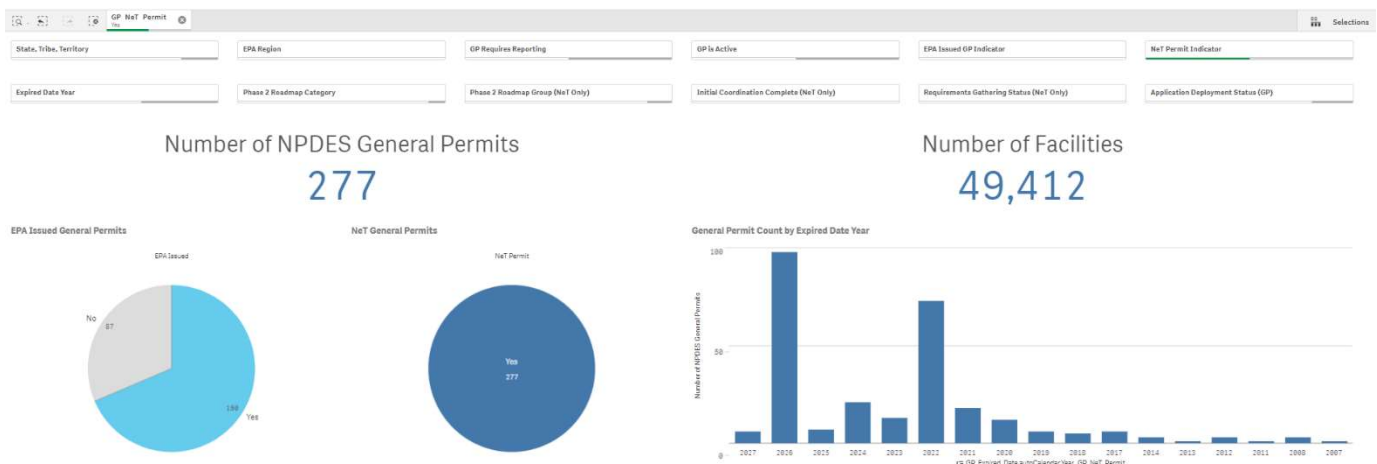 GP_NeT_Permit
Yes
Selections
State, Tribe, Territory
EPA Region
GP Requires Reporting
GP is Active
EPA Issued GP Indicator
NeT Permit Indicator
Expired Date Year
Phase 2 Roadmap Category
Phase 2 Roadmap Group (NeT Only)
Initial Coordination Complete (NeT Only)
Requirements Gathering Status (NeT Only)
Application Deployment Status (GP)
Number of NPDES General Permits
277
Number of Facilities
49,412
EPA Issued General Permits
NeT General Permits
General Permit Count by Expired Date Year
EPA Issued
No
87
190
Yes
NeT Permit
Yes
277
Number of NPDES General Permits
100
50
0
2027 2026 2025 2024 2023 2022 2021 2020 2019 2018 2017 2014 2013 2012 2011 2008 2007